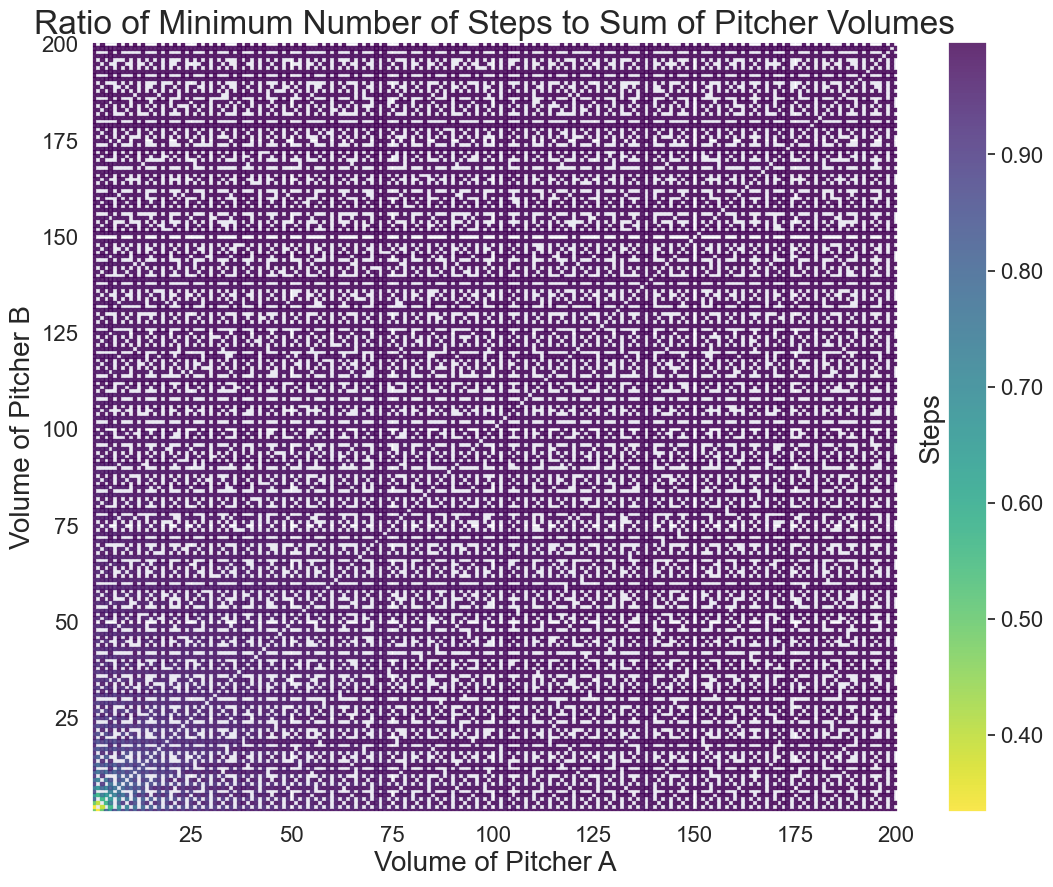 Ratio of Minimum Number of Steps to Sum of Pitcher Volumes
200
175
150
125
100
75
50
25
Volume of Pitcher B
25 50 75 100 125 150 175 200
Volume of Pitcher A
Steps
0.90
0.80
0.70
0.60
0.50
0.40